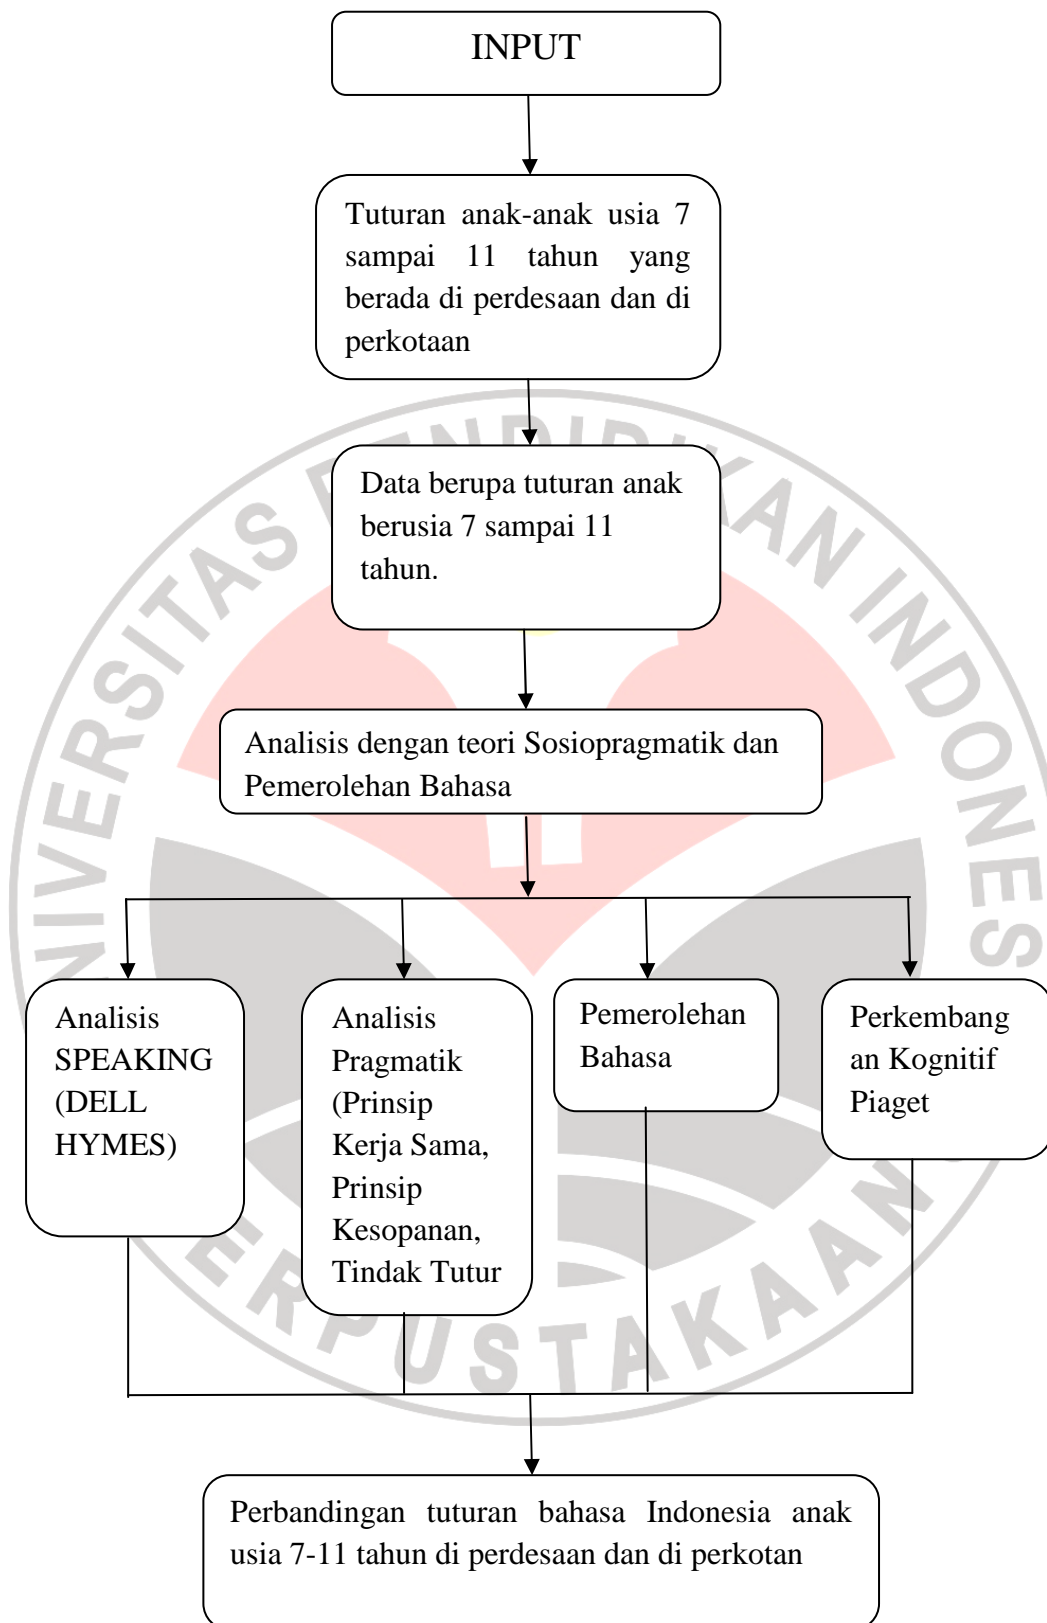 INPUT
Tuturan anak-anak usia 7
sampai 11 tahun yang
berada di perdesaan dan di
perkotaan
Data berupa tuturan anak
berusia 7 sampai 11
tahun.
Analisis dengan teori Sosiopragmatik dan
Pemerolehan Bahasa
Analisis
SPEAKING
(DELL
HYMES)
Analisis
Pragmatik
(Prinsip
Kerja Sama,
Prinsip
Kesopanan,
Tindak Tutur
Pemerolehan
Bahasa
Perkembang
an Kognitif
Piaget
Perbandingan tuturan bahasa Indonesia anak
usia 7-11 tahun di perdesaan dan di perkotan